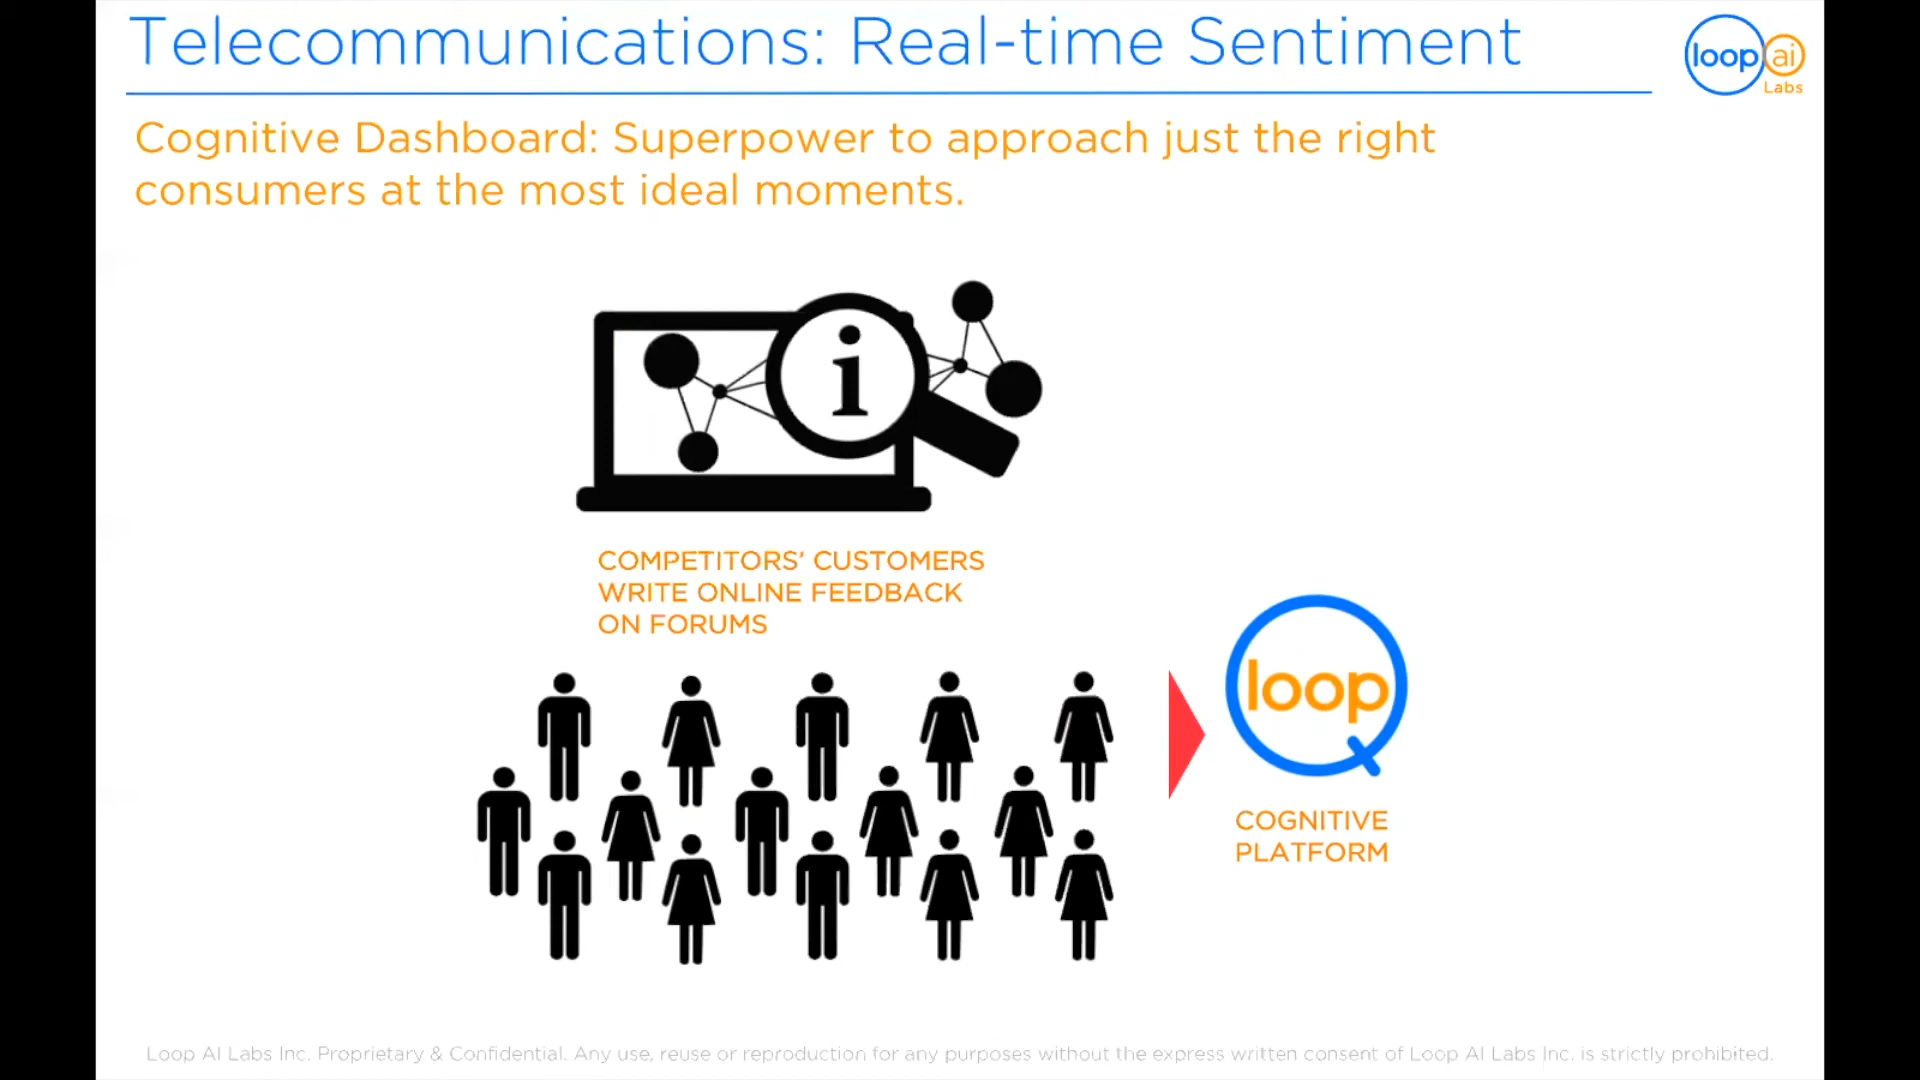 Telecommunications: Real-time Sentiment
loop ai
Labs
Cognitive Dashboard: Superpower to approach just the right
consumers at the most ideal moments.
i
COMPETITORS’ CUSTOMERS
WRITE ONLINE FEEDBACK
ON FORUMS
loop
COGNITIVE
PLATFORM
Loop AI Labs Inc. Proprietary & Confidential. Any use, reuse or reproduction for any purposes without the express written consent of Loop AI Labs Inc. is strictly prohibited.